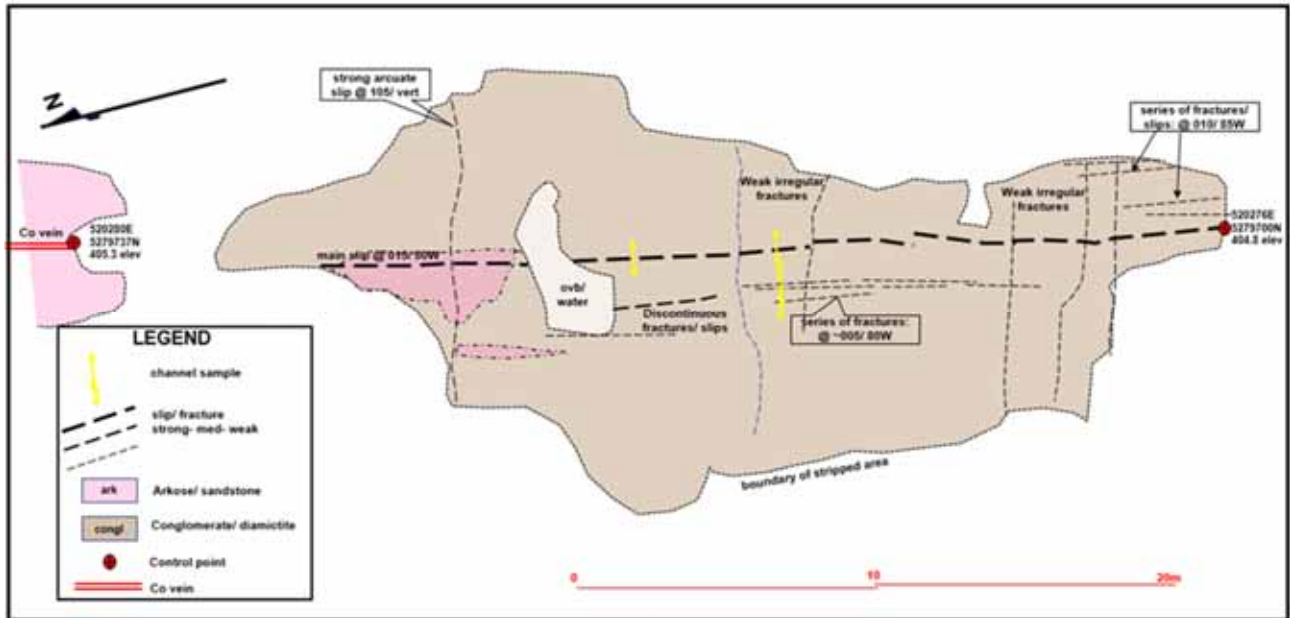 N
strong arcuate
slip @ 105/ vert
series of fractures/
slips: @ 010/ 85W
Weak irregular
fractures
Weak irregular
fractures
Co vein
520280E
5279737N
405.3 elev
520276E
5279700N
404.8 elev
main slip/ @ 015/ 80W
ovb/
water
Discontinuous
fractures/ slips
series of fractures:
@ ~005/ 80W
LEGEND
channel sample
slip/ fracture
strong- med- weak
ark Arkose/ sandstone
congl Conglomerate/ diamictite
Control point
Co vein
boundary of stripped area
0 10 20m